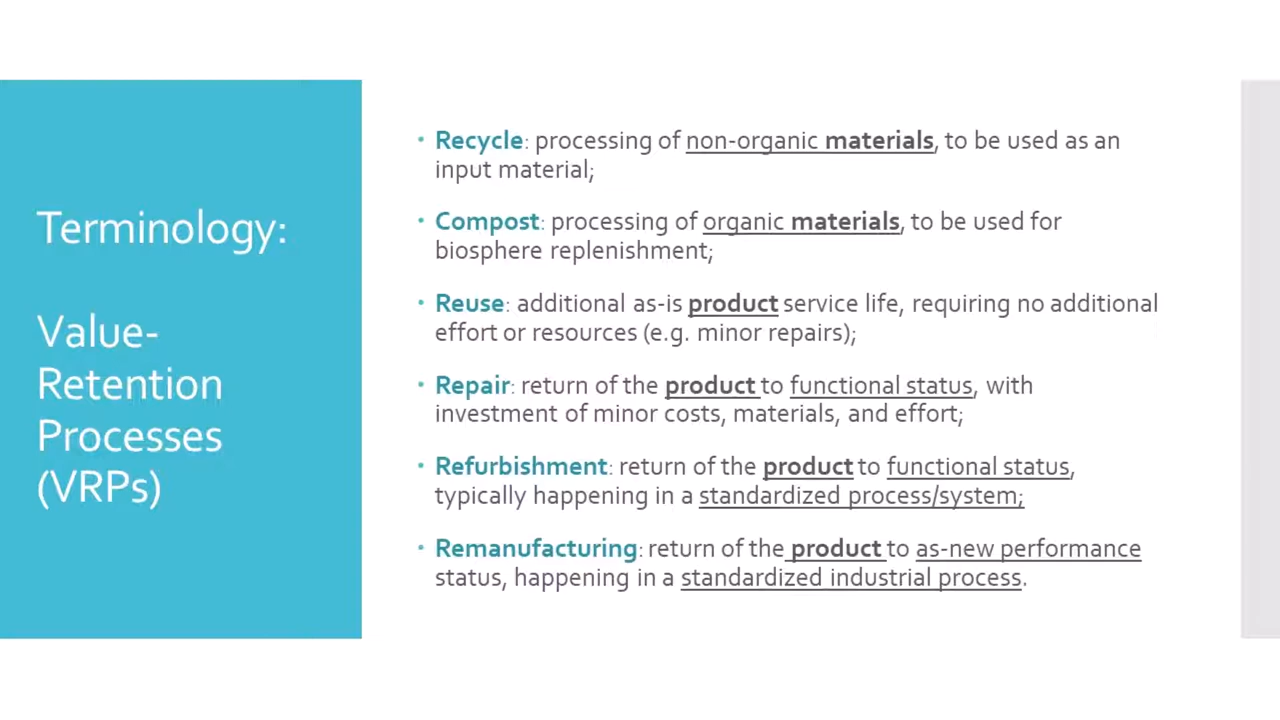 Terminology:
Value-
Retention
Processes
(VRPs)
• Recycle: processing of non-organic materials, to be used as an
input material;
• Compost: processing of organic materials, to be used for
biosphere replenishment;
• Reuse: additional as-is product service life, requiring no additional
effort or resources (e.g. minor repairs);
• Repair: return of the product to functional status, with
investment of minor costs, materials, and effort;
• Refurbishment: return of the product to functional status,
typically happening in a standardized process/system;
• Remanufacturing: return of the product to as-new performance
status, happening in a standardized industrial process.